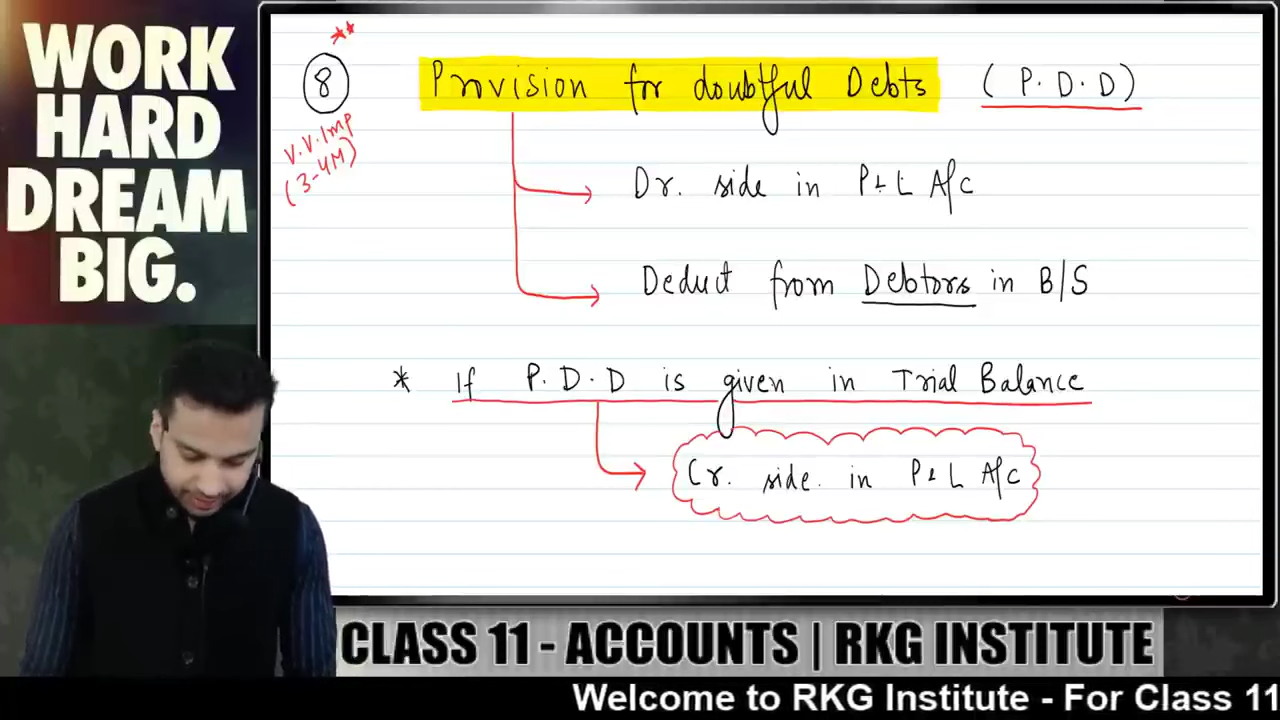 WORK
HARD
DREAM
BIG.
**
8
V.V. Imp
(3-4M)
Provision for doubtful Debts (P.D.D)
Dr. side in P+L A/c
Deduct from Debtors in B/S
* If P.D.D is given in Trial Balance
Cr. side. in P+L A/c
CLASS 11 - ACCOUNTS | RKG INSTITUTE
Welcome to RKG Institute - For Class 11